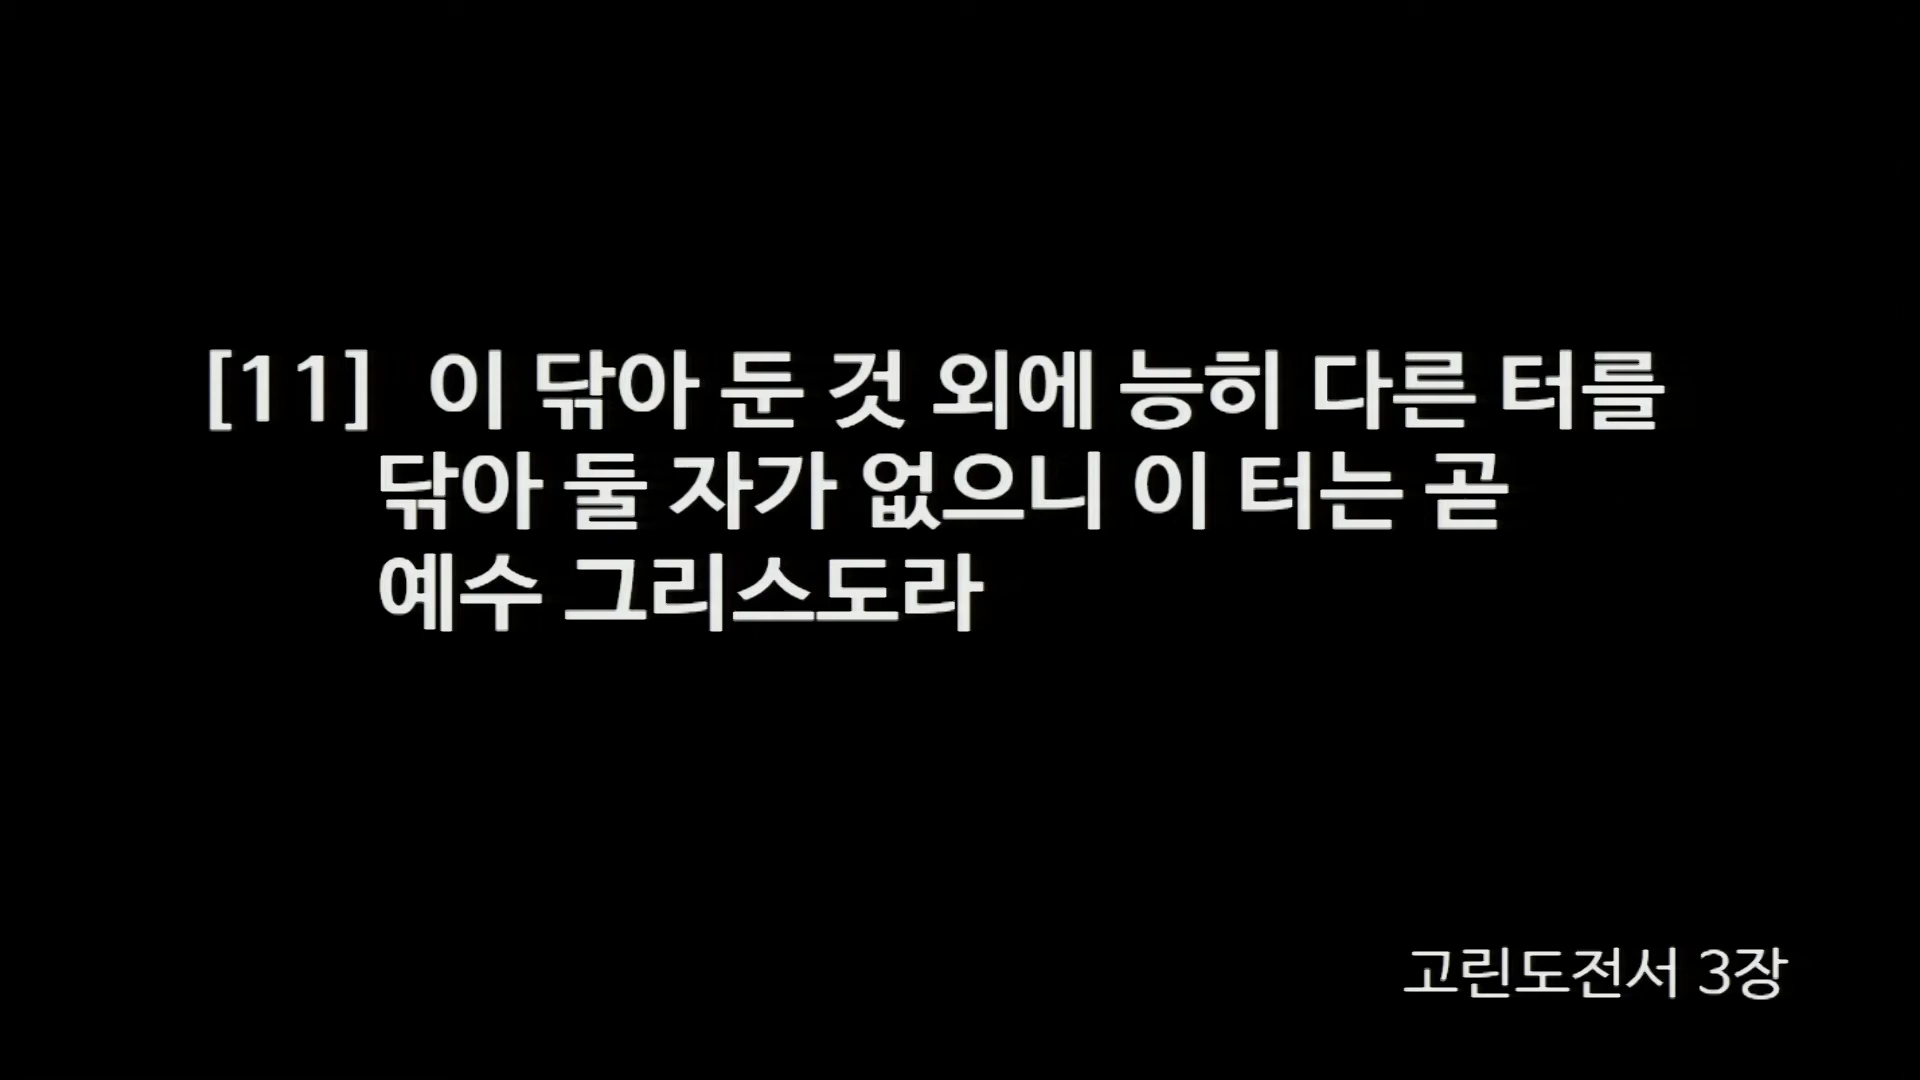 [11] 이 닦아 둔 것 외에 능히 다른 터를
닦아 둘 자가 없으니 이 터는 곧
예수 그리스도라
고린도전서 3장